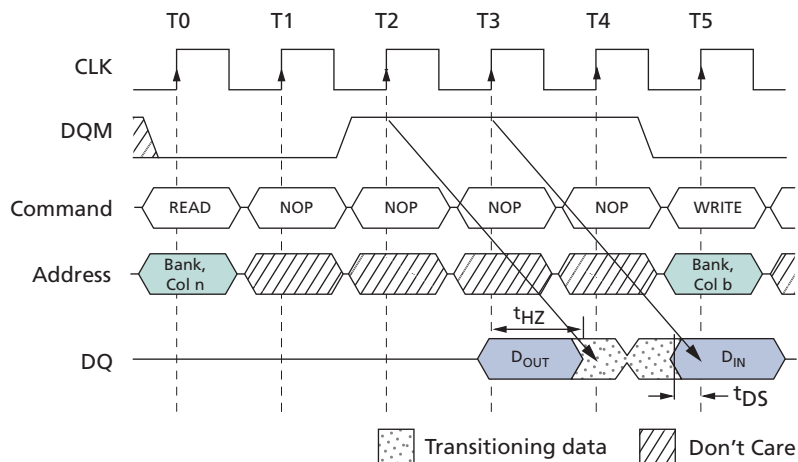 T0 T1 T2 T3 T4 T5
CLK
DQM
Command READ NOP NOP NOP NOP WRITE
Address Bank, Col n Bank, Col b
tHZ
DQ DOUT DIN
tDS
Transitioning data Don't Care